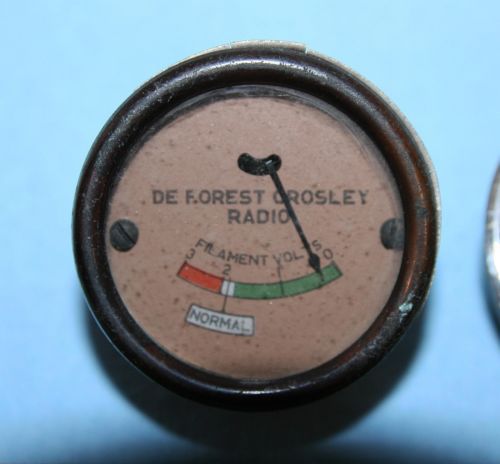 DE FOREST CROSLEY
RADIO
FILAMENT VOLTS
3 2 1 0
NORMAL